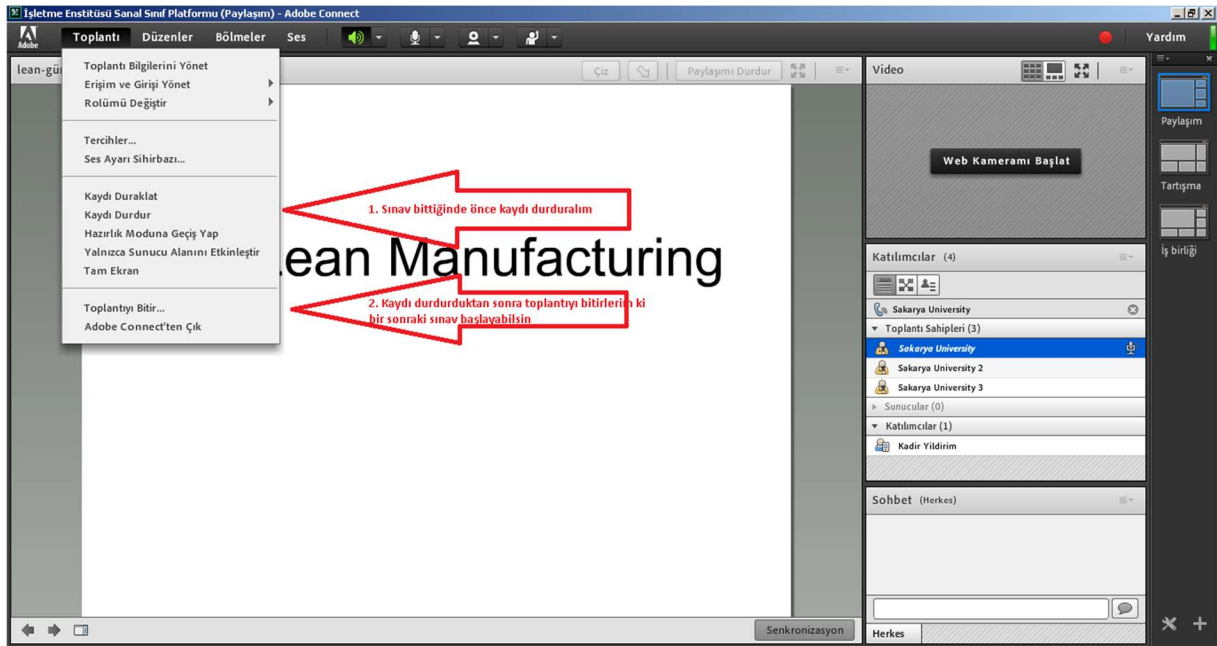 İşletme Enstitüsü Sanal Sınıf Platformu (Paylaşım) - Adobe Connect
Adobe
Toplantı Düzenler Bölmeler Ses
Yardım
lean-gü
Çiz
Paylaşımı Durdur
Toplantı Bilgilerini Yönet
Erişim ve Girişi Yönet
Rolümü Değiştir
Tercihler...
Ses Ayarı Sihirbazı...
Kaydı Duraklat
Kaydı Durdur
Hazırlık Moduna Geçiş Yap
Yalnızca Sunucu Alanını Etkinleştir
Tam Ekran
Toplantıyı Bitir...
Adobe Connect'ten Çık
1. Sınav bittiğinde önce kaydı durduralım
ean Manufacturing
2. Kaydı durdurduktan sonra toplantıyı bitirlerim ki
bir sonraki sınav başlayabilsin
Senkronizasyon
Video
Web Kameramı Başlat
Katılımcılar (4)
Sakarya University
Toplantı Sahipleri (3)
Sakarya University
Sakarya University 2
Sakarya University 3
Sunucular (0)
Katılımcılar (1)
Kadir Yildirim
Sohbet (Herkes)
Herkes
Paylaşım
Tartışma
İş birliği